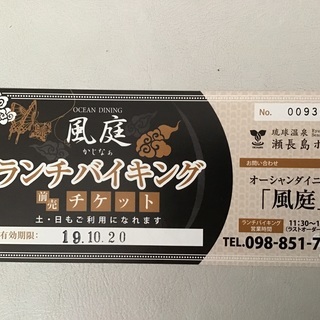 OCEAN DINING
風庭
かじなぁ
ランチバイキング
前売 チケット
土・日もご利用になれます
有効期限: 19.10.20
No. 0093
琉球温泉
瀬長島ホ
お問い合わせ
オーシャンダイニ
「風庭」
ランチバイキング
営業時間
11:30～1
(ラストオーダー
TEL.098-851-7